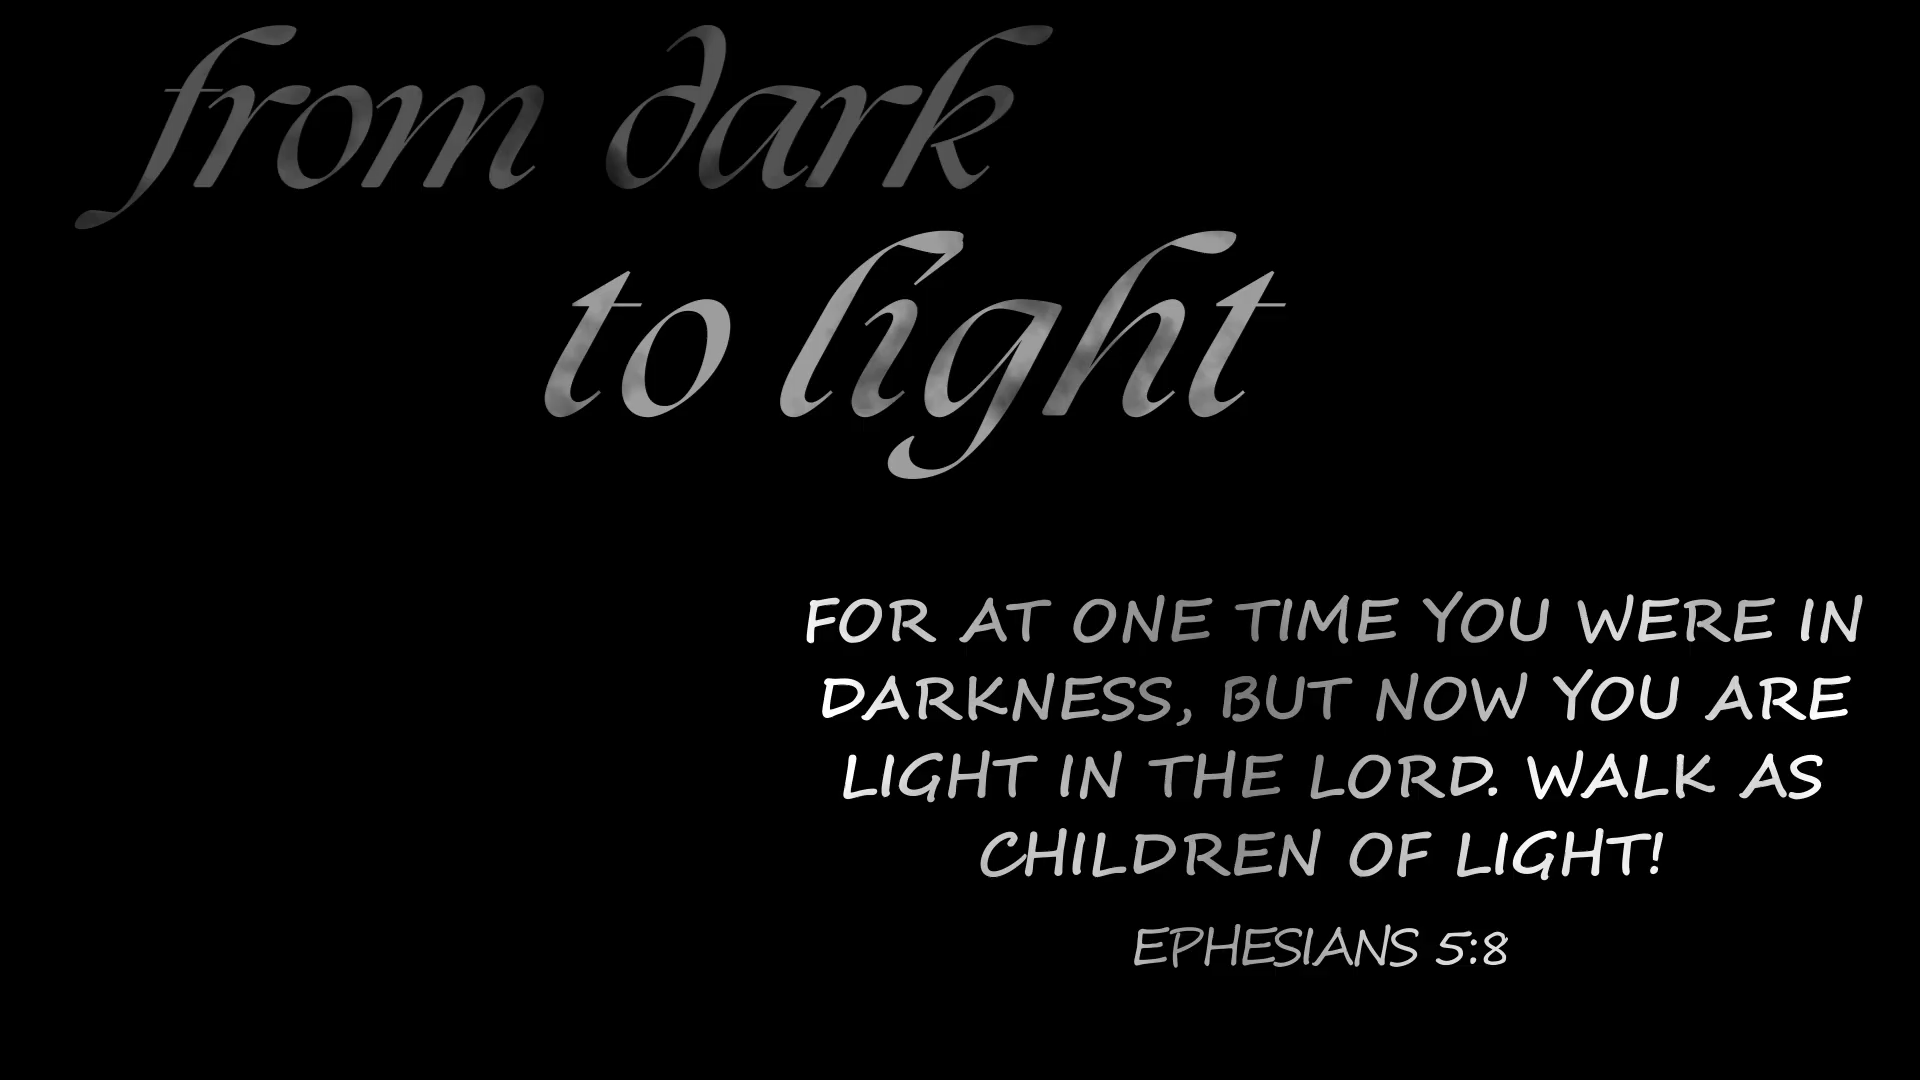 from dark
to light
FOR AT ONE TIME YOU WERE IN
DARKNESS, BUT NOW YOU ARE
LIGHT IN THE LORD. WALK AS
CHILDREN OF LIGHT!
EPHESIANS 5:8